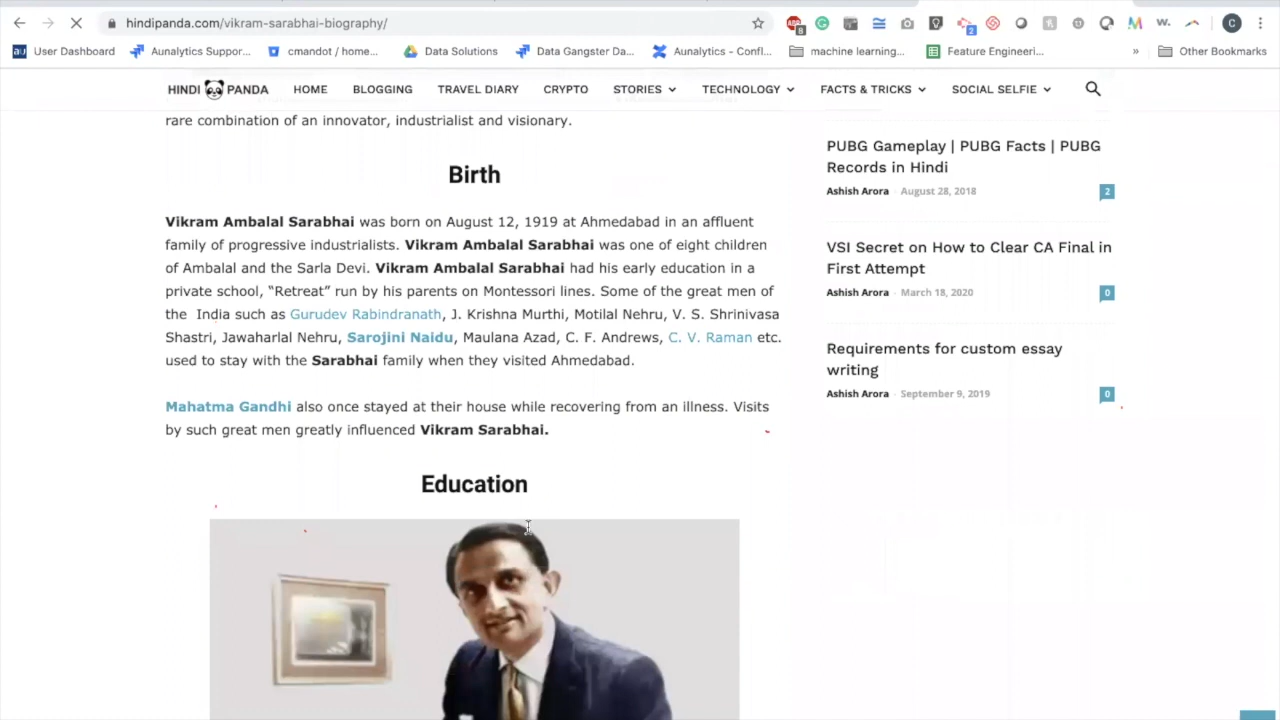 hindipanda.com/vikram-sarabhai-biography/
8
2
C
User Dashboard
Aunalytics Suppor...
cmandot / home...
Data Solutions
Data Gangster Da...
Aunalytics - Confl...
machine learning...
Feature Engineeri...
»
Other Bookmarks
HINDI PANDA
HOME
BLOGGING
TRAVEL DIARY
CRYPTO
STORIES
TECHNOLOGY
FACTS & TRICKS
SOCIAL SELFIE
rare combination of an innovator, industrialist and visionary.
Birth
Vikram Ambalal Sarabhai was born on August 12, 1919 at Ahmedabad in an affluent
family of progressive industrialists. Vikram Ambalal Sarabhai was one of eight children
of Ambalal and the Sarla Devi. Vikram Ambalal Sarabhai had his early education in a
private school, “Retreat” run by his parents on Montessori lines. Some of the great men of
the India such as Gurudev Rabindranath, J. Krishna Murthi, Motilal Nehru, V. S. Shrinivasa
Shastri, Jawaharlal Nehru, Sarojini Naidu, Maulana Azad, C. F. Andrews, C. V. Raman etc.
used to stay with the Sarabhai family when they visited Ahmedabad.
Mahatma Gandhi also once stayed at their house while recovering from an illness. Visits
by such great men greatly influenced Vikram Sarabhai.
Education
PUBG Gameplay | PUBG Facts | PUBG
Records in Hindi
Ashish Arora - August 28, 2018
2
VSI Secret on How to Clear CA Final in
First Attempt
Ashish Arora - March 18, 2020
0
Requirements for custom essay
writing
Ashish Arora - September 9, 2019
0